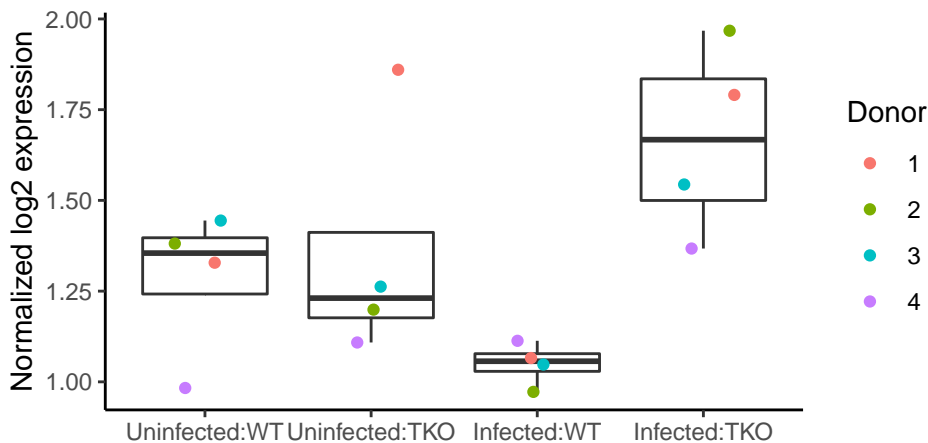 Normalized log2 expression
2.00
1.75
1.50
1.25
1.00
Uninfected:WT
Uninfected:TKO
Infected:WT
Infected:TKO
Donor
1
2
3
4